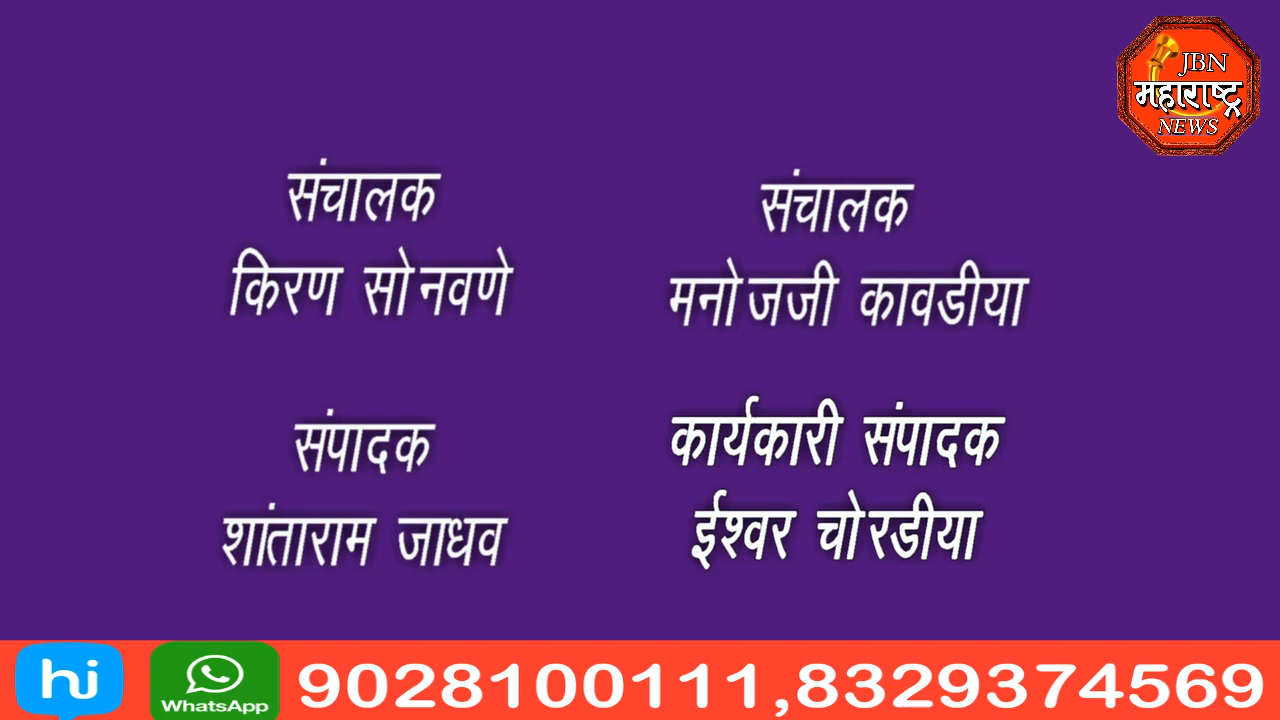 JBN
महाराष्ट्र
NEWS
संचालक
किरण सोनवणे
संचालक
मनोजजी कावडीया
संपादक
शांताराम जाधव
कार्यकारी संपादक
ईश्वर चोरडीया
hi
WhatsApp
9028100111,8329374569